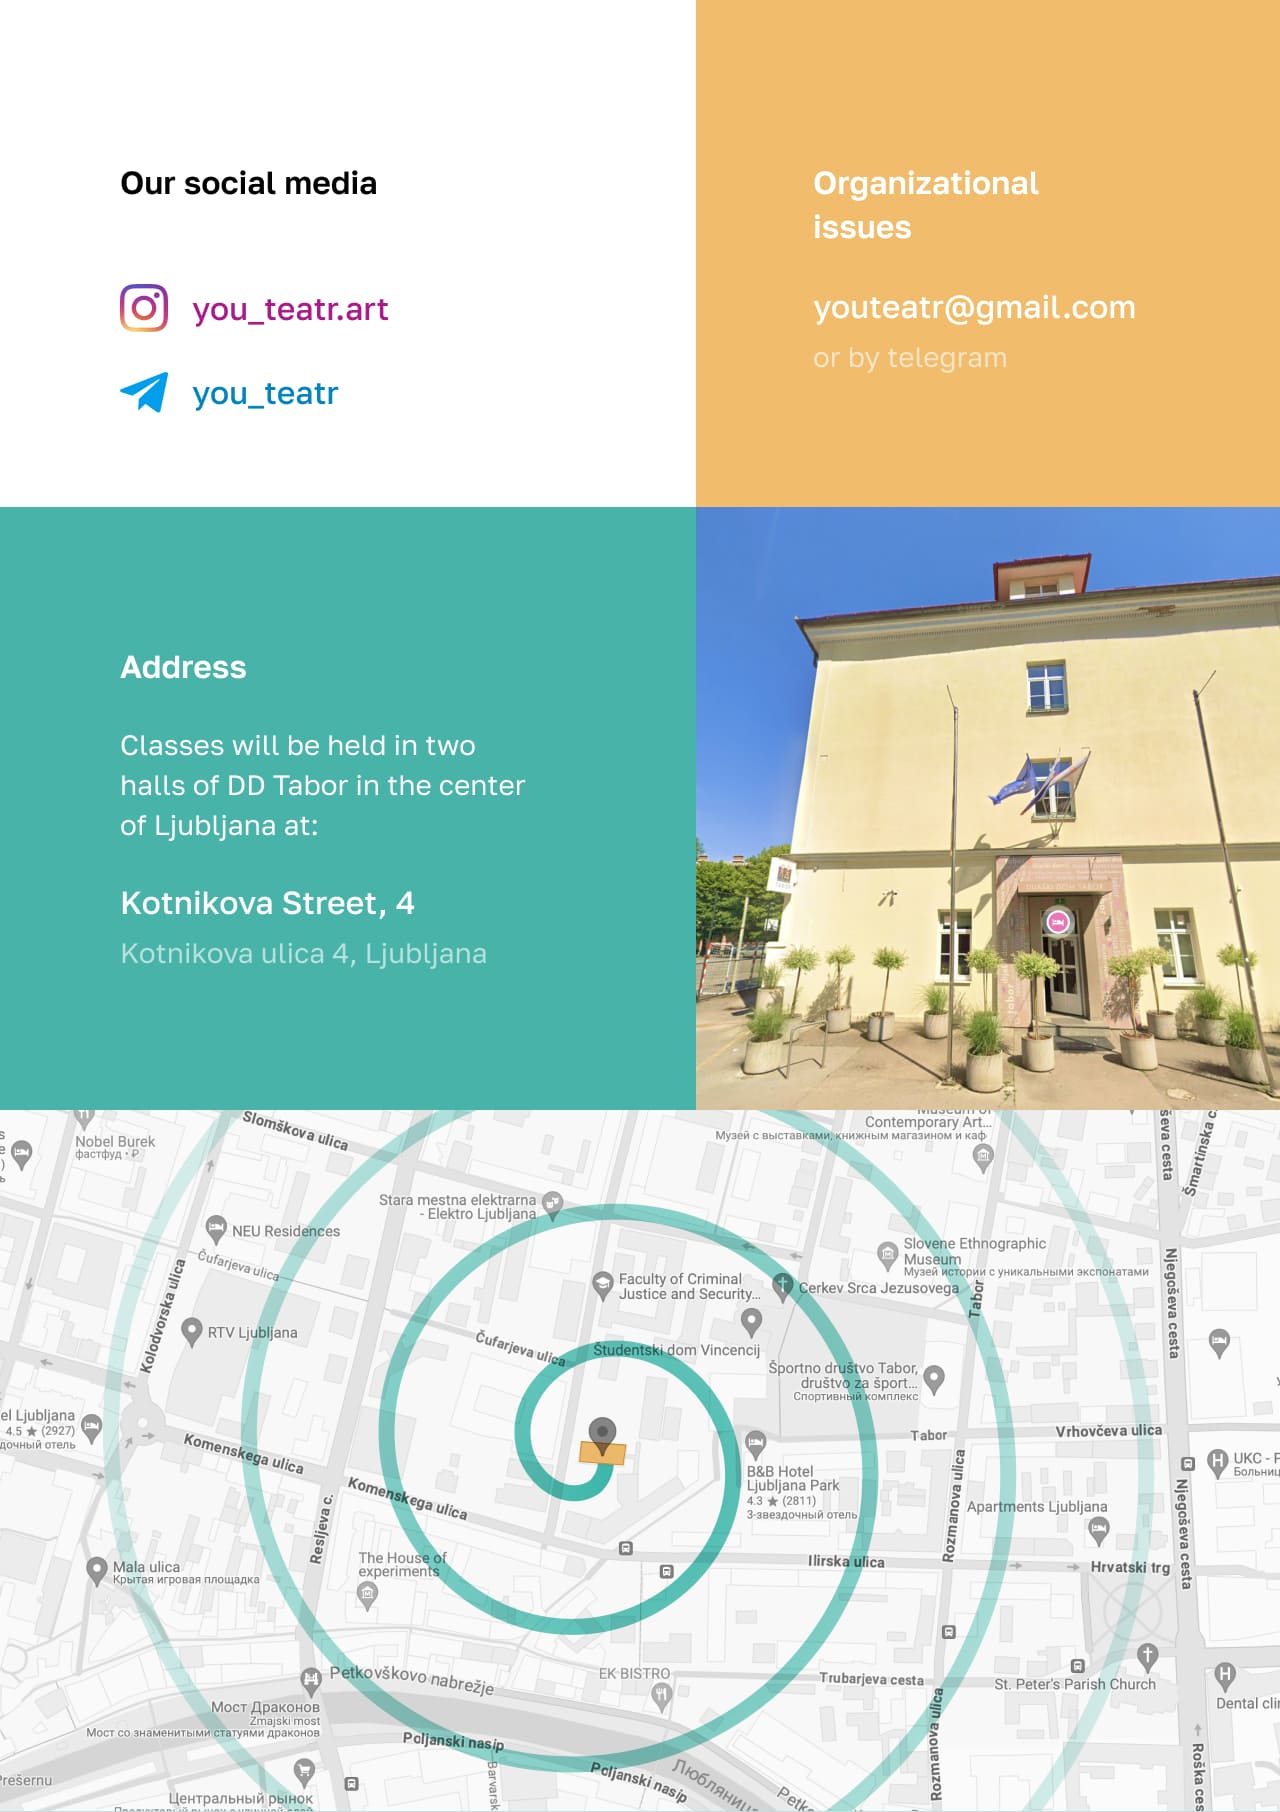 Our social media
you_teatr.art
you_teatr
Organizational
issues
youteatr@gmail.com
or by telegram
Address
Classes will be held in two
halls of DD Tabor in the center
of Ljubljana at:
Kotnikova Street, 4
Kotnikova ulica 4, Ljubljana
Nobel Burek
фастфуд • ₽
Slomškova ulica
Museum of
Contemporary Art...
Музей с выставками, книжным магазином и каф
Njegoševa cesta
Stara mestna elektrarna
- Elektro Ljubljana
NEU Residences
Čufarjeva ulica
Kolodvorska ulica
RTV Ljubljana
Faculty of Criminal
Justice and Security...
Cerkev Srca Jezusovega
Slovene Ethnographic
Museum
Музей истории с уникальными экспонатами
Tabor
Čufarjeva ulica
Študentski dom Vincencij
Športno društvo Tabor,
društvo za šport...
Спортивный комплекс
el Ljubljana
4.5 ★ (2927)
дочный отель
Komenskega ulica
Komenskega ulica
Resljeva c.
B&B Hotel
Ljubljana Park
4.3 ★ (2811)
3-звездочный отель
Tabor
Vrhovčeva ulica
Rozmanova ulica
Apartments Ljubljana
UKC - P
Njegoševa cesta
Ilirska ulica
Hrvatski trg
Mala ulica
Крытая игровая площадка
The House of
experiments
Petkovškovo nabrežje
EK BISTRO
Trubarjeva cesta
St. Peter's Parish Church
Dental clin
Мост Драконов
Zmajski most
Мост со знаменитыми статуями драконов
Poljanski nasip
Poljanski nasip
Rozmanova ulica
Roška ces
Prešernu
Центральный рынок
Barvarsk
Любляница
Petk